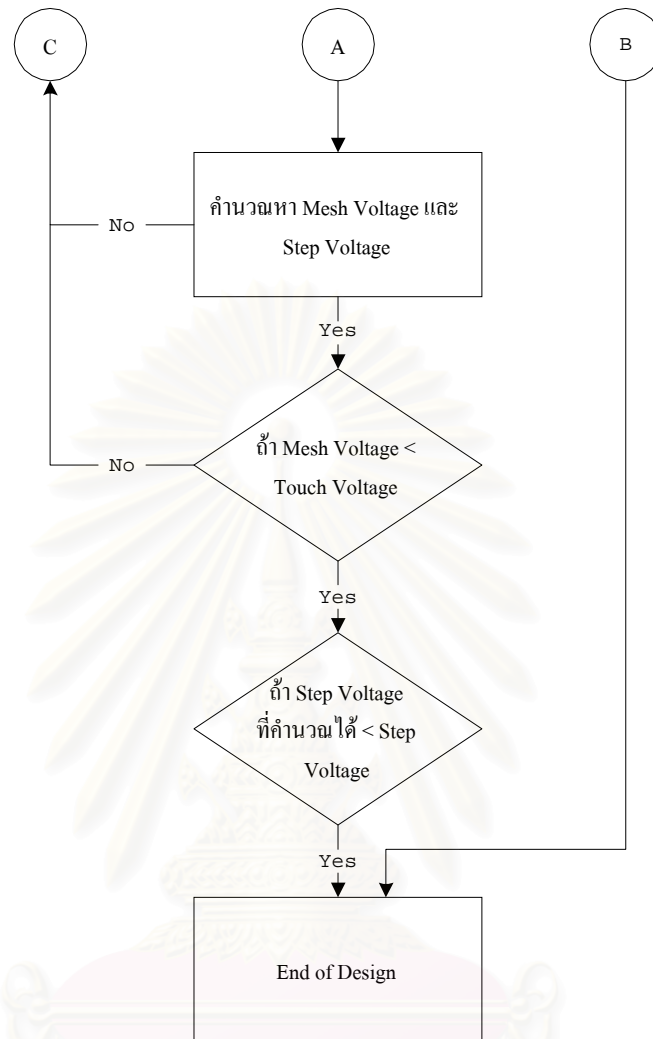 C
A
B
คำนวณหา Mesh Voltage และ
Step Voltage
No
Yes
ถ้า Mesh Voltage <
Touch Voltage
No
Yes
ถ้า Step Voltage
ที่คำนวณได้ < Step
Voltage
Yes
End of Design